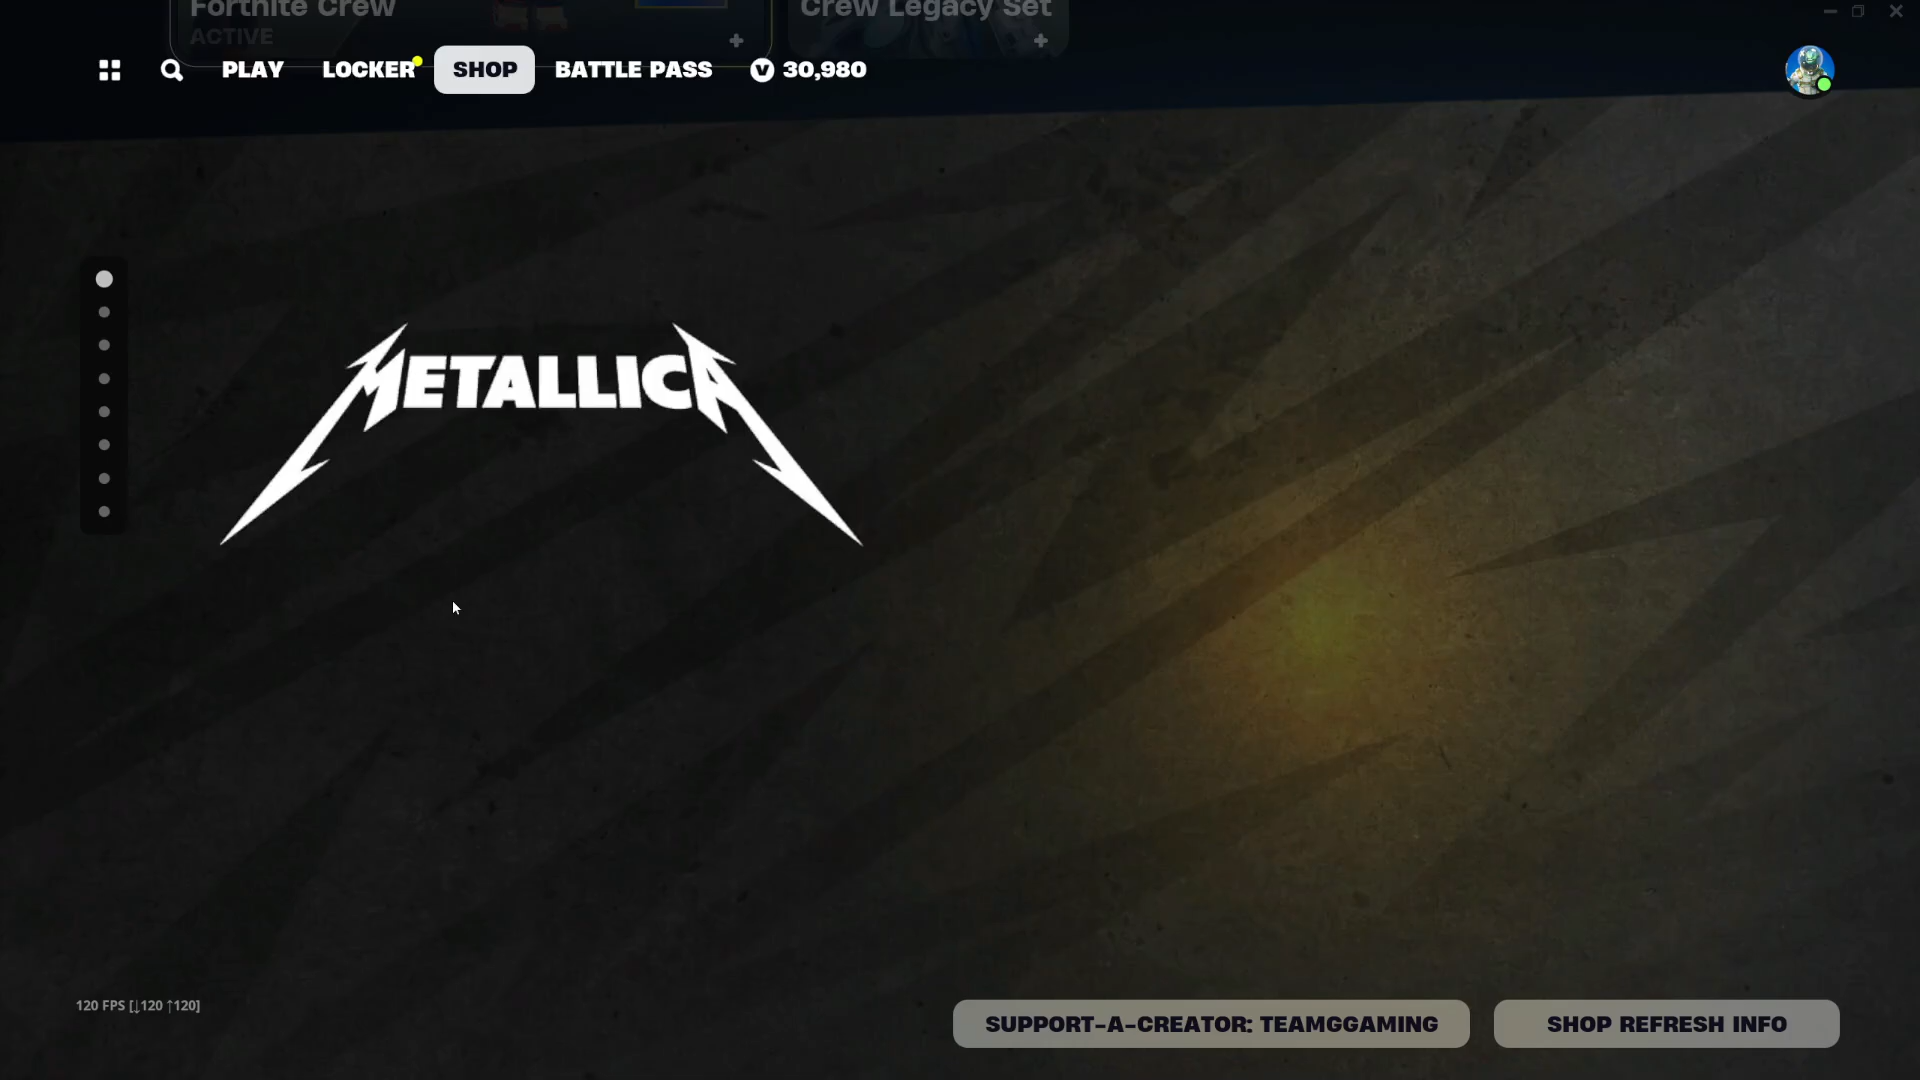 Fortnite Crew
ACTIVE
Crew Legacy Set
PLAY
LOCKER
SHOP
BATTLE PASS
V 30,980
METALLICA
120 FPS [↓120 ↑120]
SUPPORT-A-CREATOR: TEAMGGAMING
SHOP REFRESH INFO